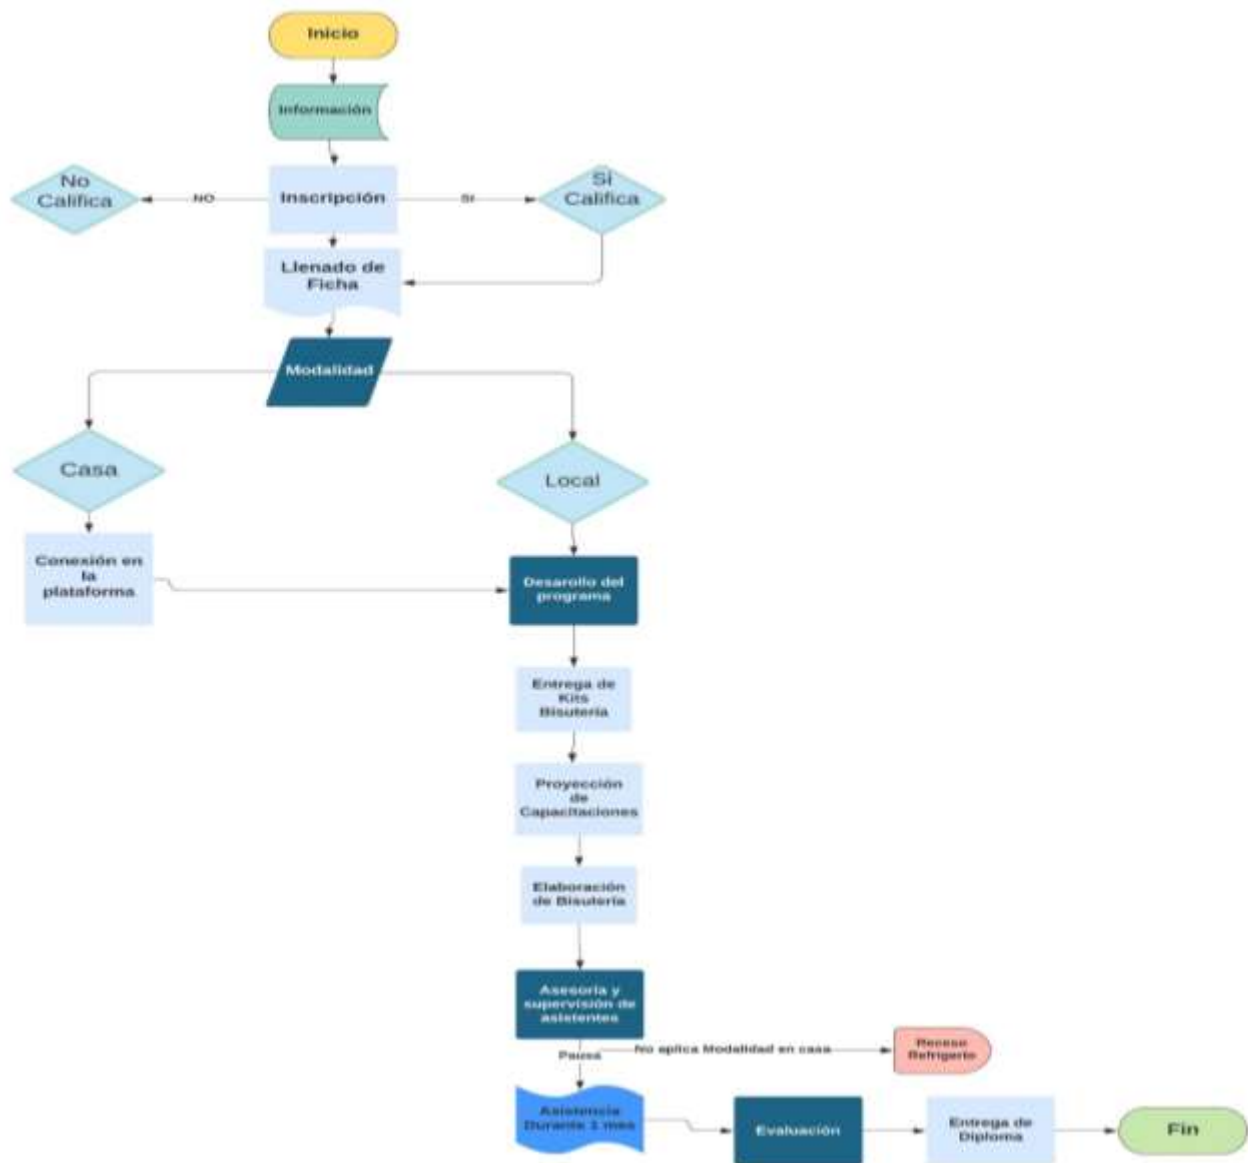 Inicio
Información
No
Califica
NO
Inscripción
SI
Si
Califica
Llenado de
Ficha
Modalidad
Casa
Local
Conexión en
la
plataforma
Desarollo del
programa
Entrega de
Kits
Bisutería
Proyección
de
Capacitaciones
Elaboración
de Bisutería
Asesoría y
supervisión de
asistentes
Pausa
No aplica Modalidad en casa
Receso
Refrigerio
Asistencia
Durante 1 mes
Evaluación
Entrega de
Diploma
Fin